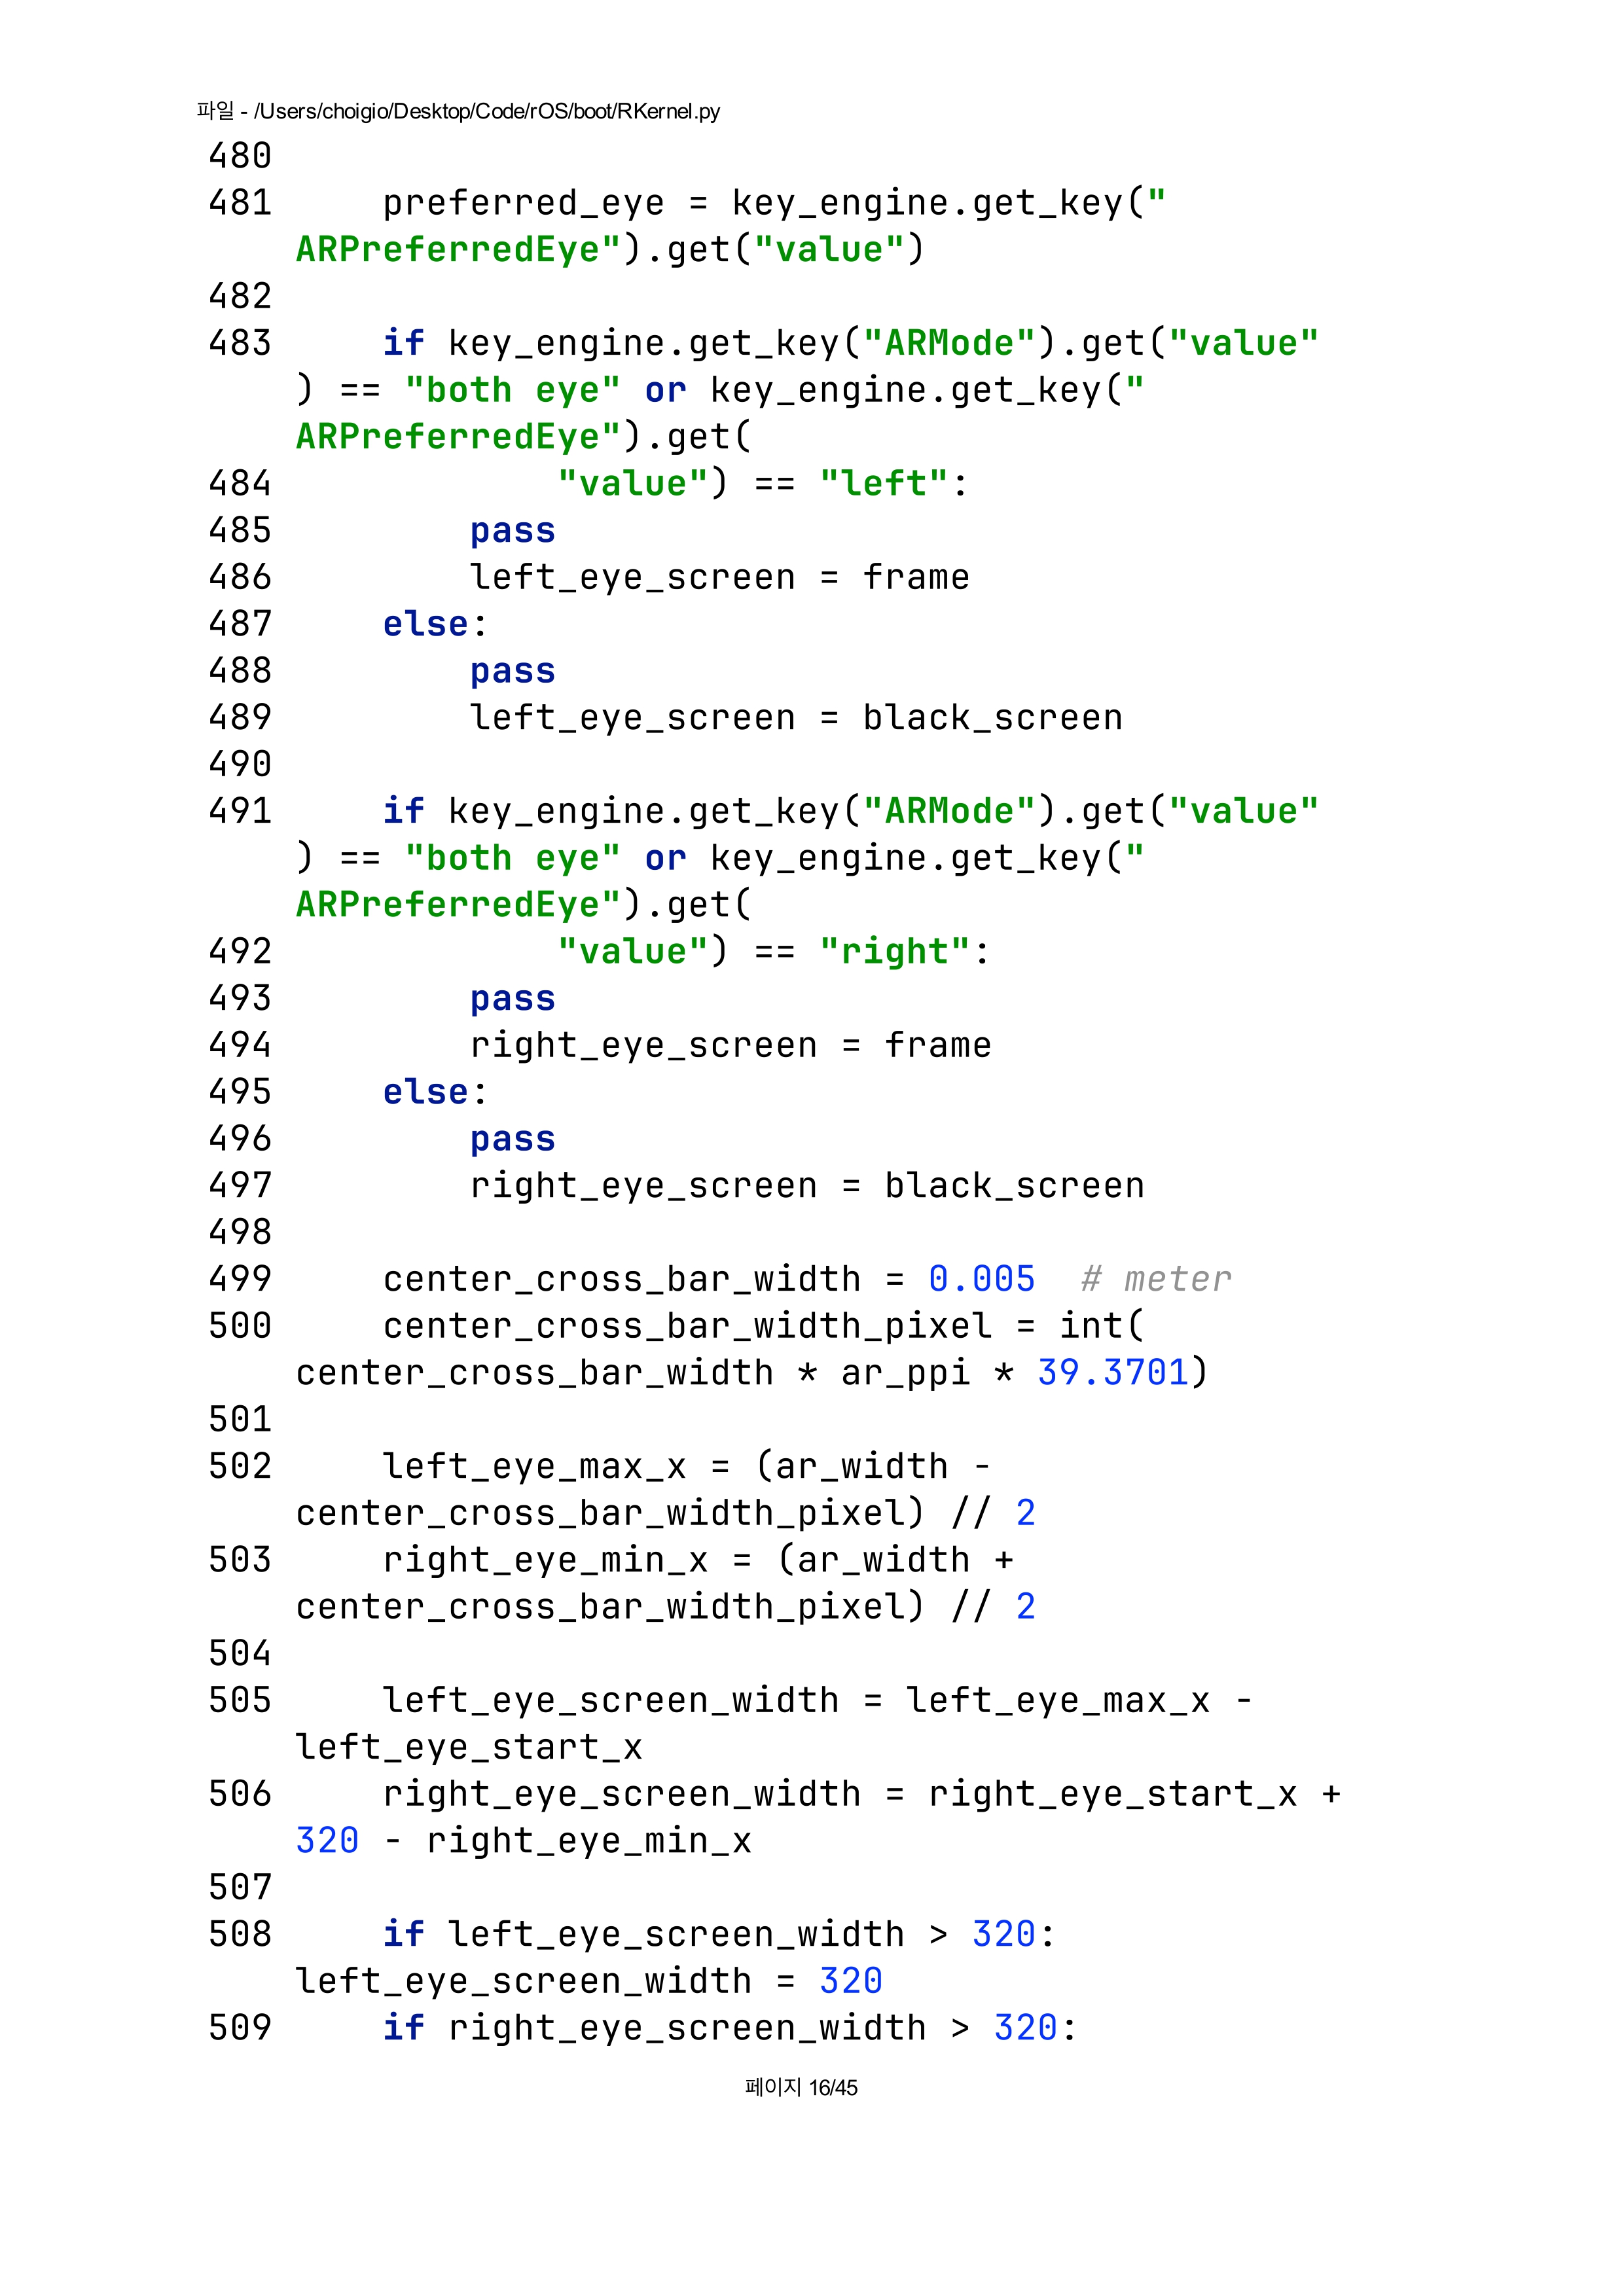 파일 - /Users/choigio/Desktop/Code/rOS/boot/RKernel.py
480
481     preferred_eye = key_engine.get_key("
    ARPreferredEye").get("value")
482
483     if key_engine.get_key("ARMode").get("value"
    ) == "both eye" or key_engine.get_key("
    ARPreferredEye").get(
484             "value") == "left":
485         pass
486         left_eye_screen = frame
487     else:
488         pass
489         left_eye_screen = black_screen
490
491     if key_engine.get_key("ARMode").get("value"
    ) == "both eye" or key_engine.get_key("
    ARPreferredEye").get(
492             "value") == "right":
493         pass
494         right_eye_screen = frame
495     else:
496         pass
497         right_eye_screen = black_screen
498
499     center_cross_bar_width = 0.005  # meter
500     center_cross_bar_width_pixel = int(
    center_cross_bar_width * ar_ppi * 39.3701)
501
502     left_eye_max_x = (ar_width -
    center_cross_bar_width_pixel) // 2
503     right_eye_min_x = (ar_width +
    center_cross_bar_width_pixel) // 2
504
505     left_eye_screen_width = left_eye_max_x -
    left_eye_start_x
506     right_eye_screen_width = right_eye_start_x +
    320 - right_eye_min_x
507
508     if left_eye_screen_width > 320:
    left_eye_screen_width = 320
509     if right_eye_screen_width > 320:
페이지 16/45